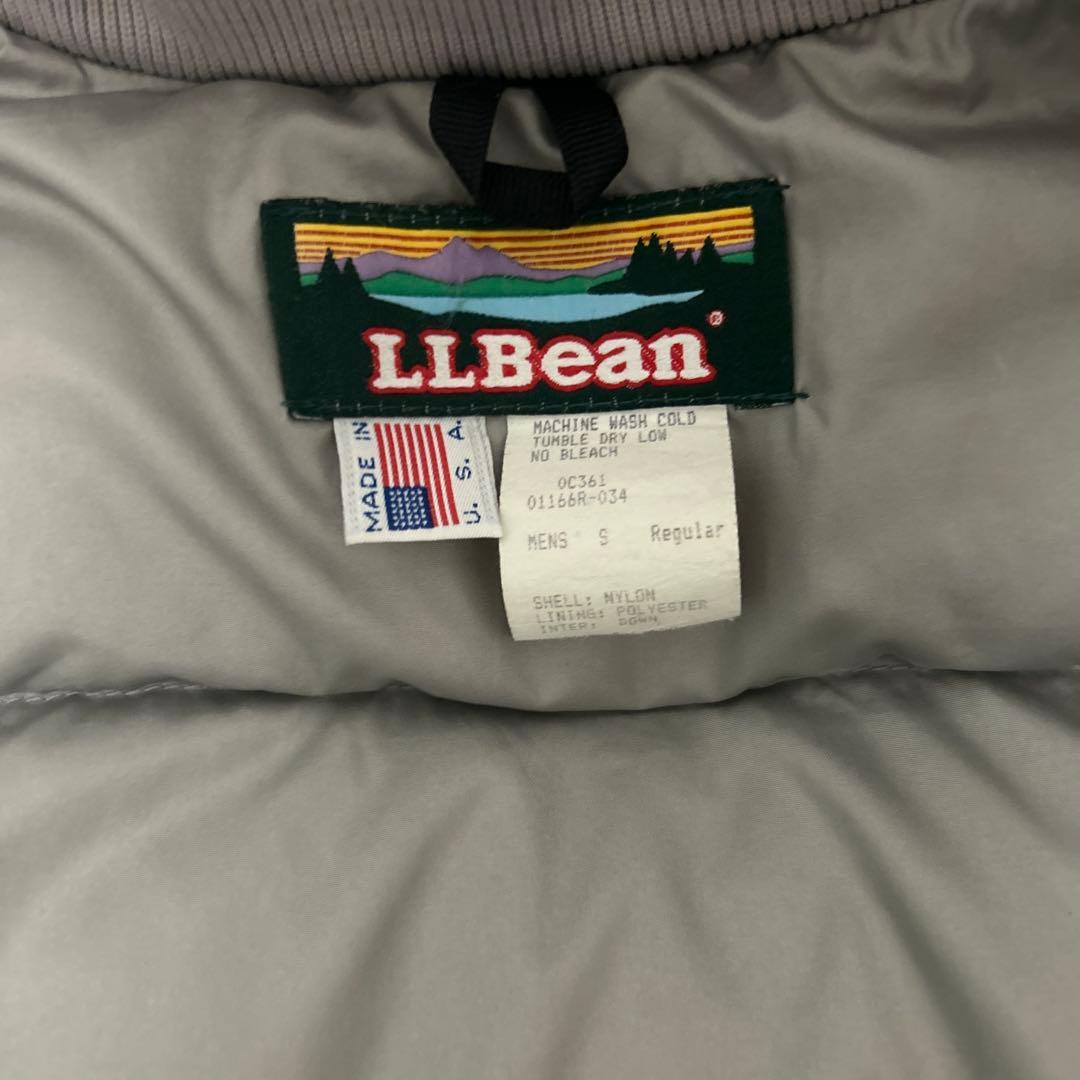 LLBean®
MADE IN
U. S. A.
MACHINE WASH COLD
TUMBLE DRY LOW
NO BLEACH
0C361
01166R-034
MENS S Regular
SHELL: NYLON
LINING: POLYESTER
INTER: DOWN